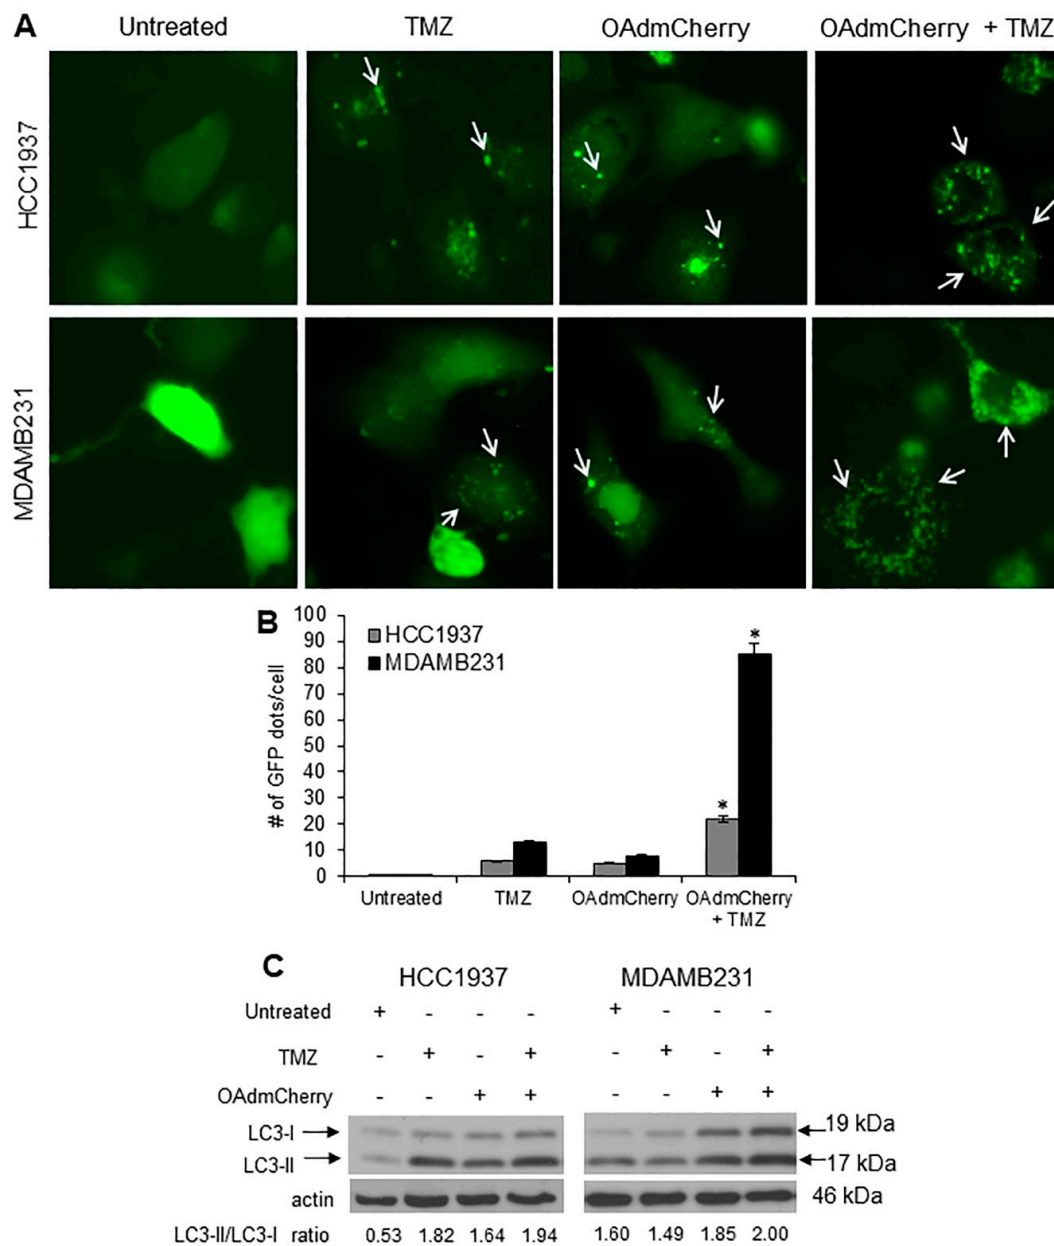 A
Untreated TMZ OAdmCherry OAdmCherry + TMZ
HCC1937
MDAMB231
B
# of GFP dots/cell
100
90
80
70
60
50
40
30
20
10
0
HCC1937
MDAMB231
*
*
Untreated TMZ OAdmCherry OAdmCherry
+ TMZ
C
HCC1937 MDAMB231
Untreated + - - - + - - -
TMZ - + - + - + - +
OAdmCherry - - + + - - + +
LC3-I 19 kDa
LC3-II 17 kDa
actin 46 kDa
LC3-II/LC3-I ratio 0.53 1.82 1.64 1.94 1.60 1.49 1.85 2.00